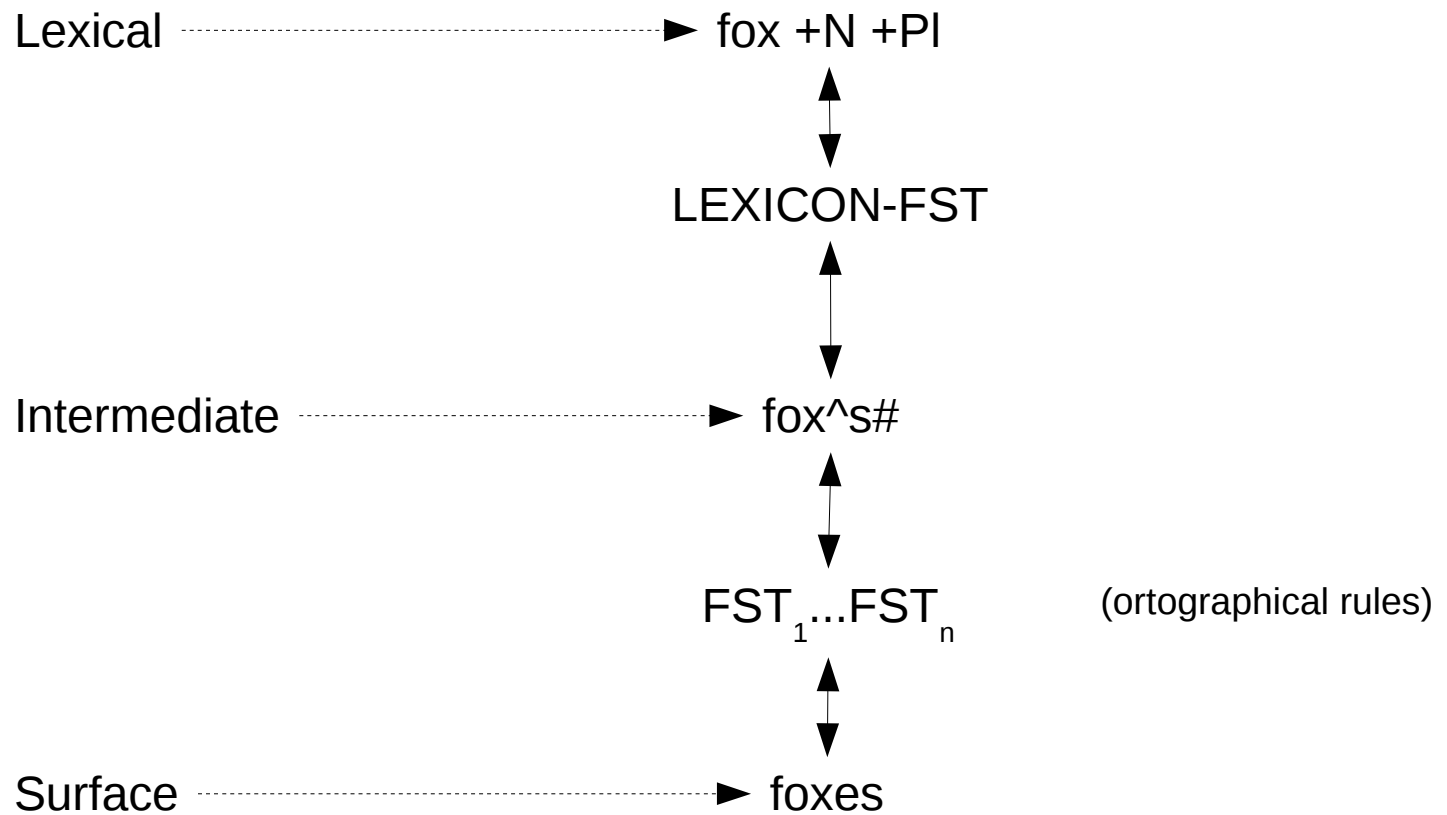 Lexical fox +N +Pl
LEXICON-FST
Intermediate fox^s#
FST1...FSTn (ortographical rules)
Surface foxes